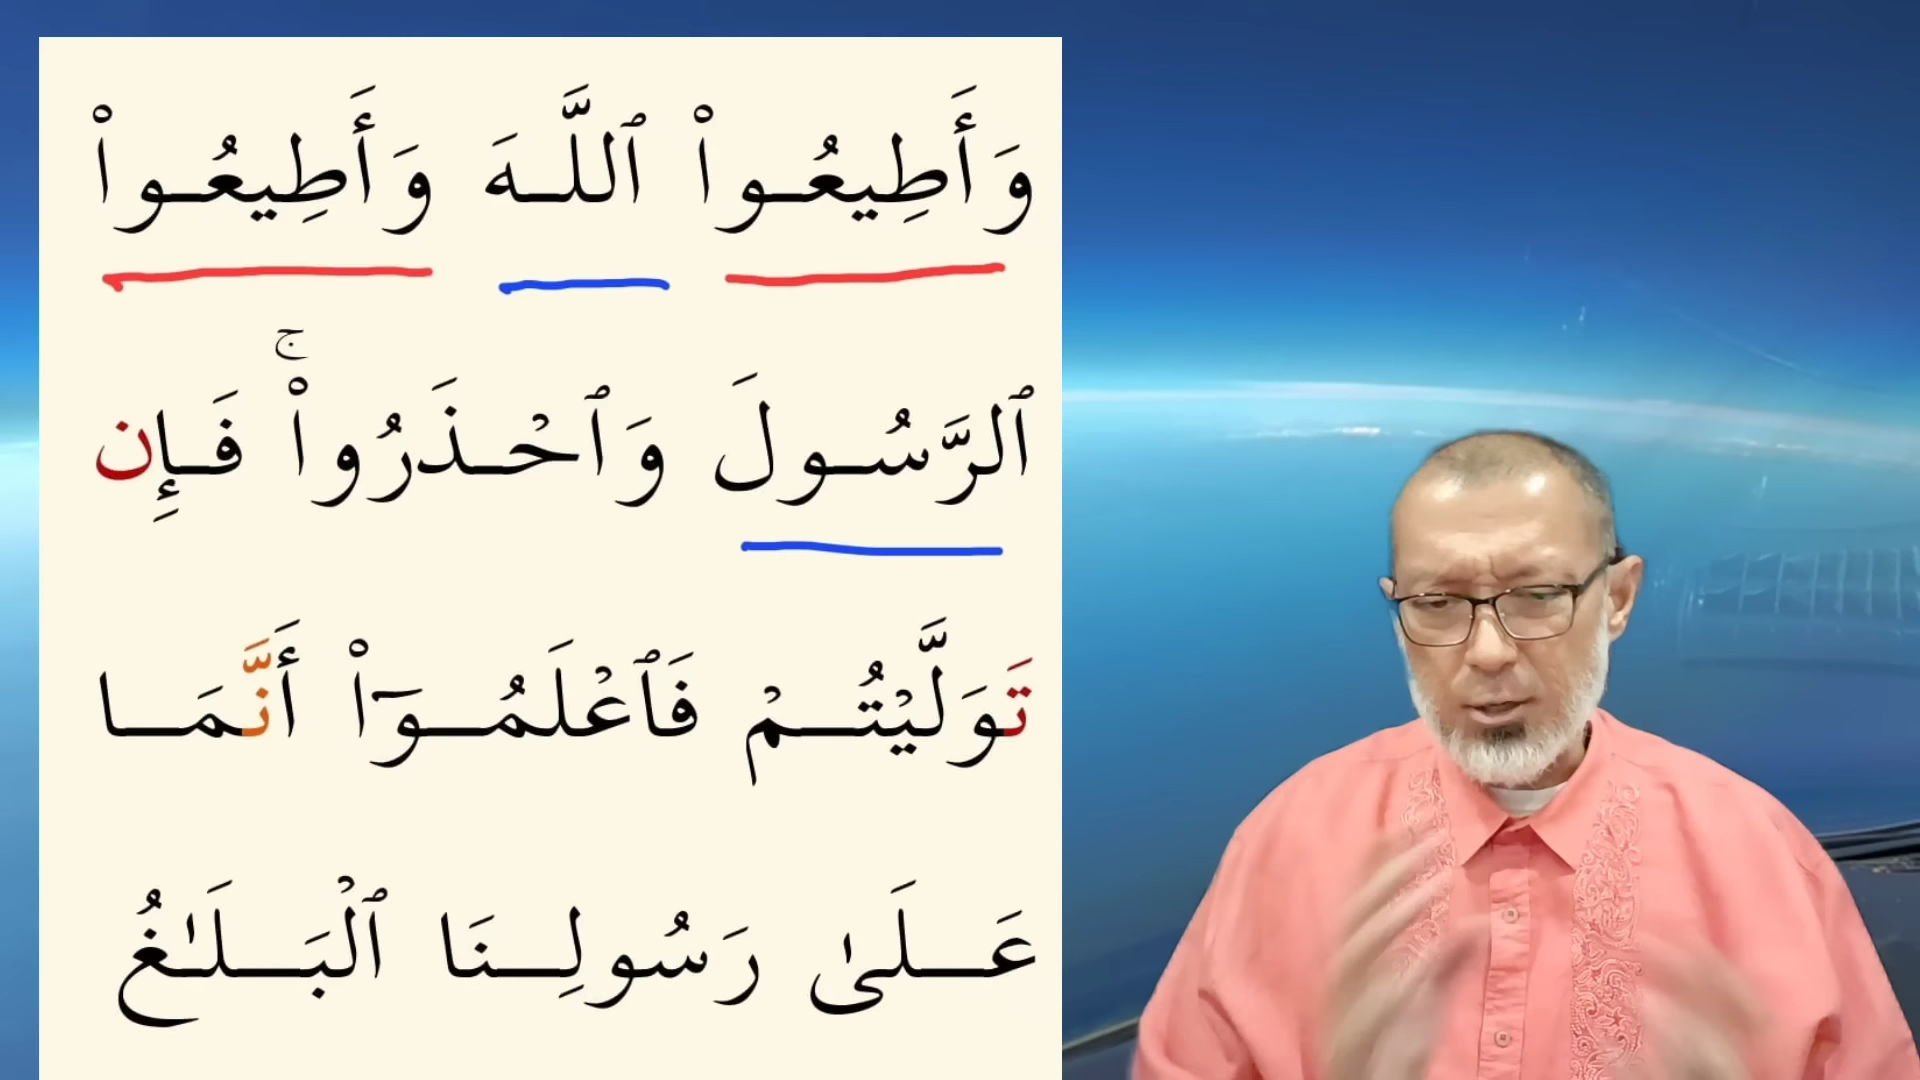 وَأَطِيعُوا۟ ٱللَّهَ وَأَطِيعُوا۟
ٱلرَّسُولَ وَٱحْذَرُوا۟ ۚ فَإِن
تَوَلَّيْتُمْ فَٱعْلَمُوٓا۟ أَنَّمَا
عَلَىٰ رَسُولِنَا ٱلْبَلَـٰغُ